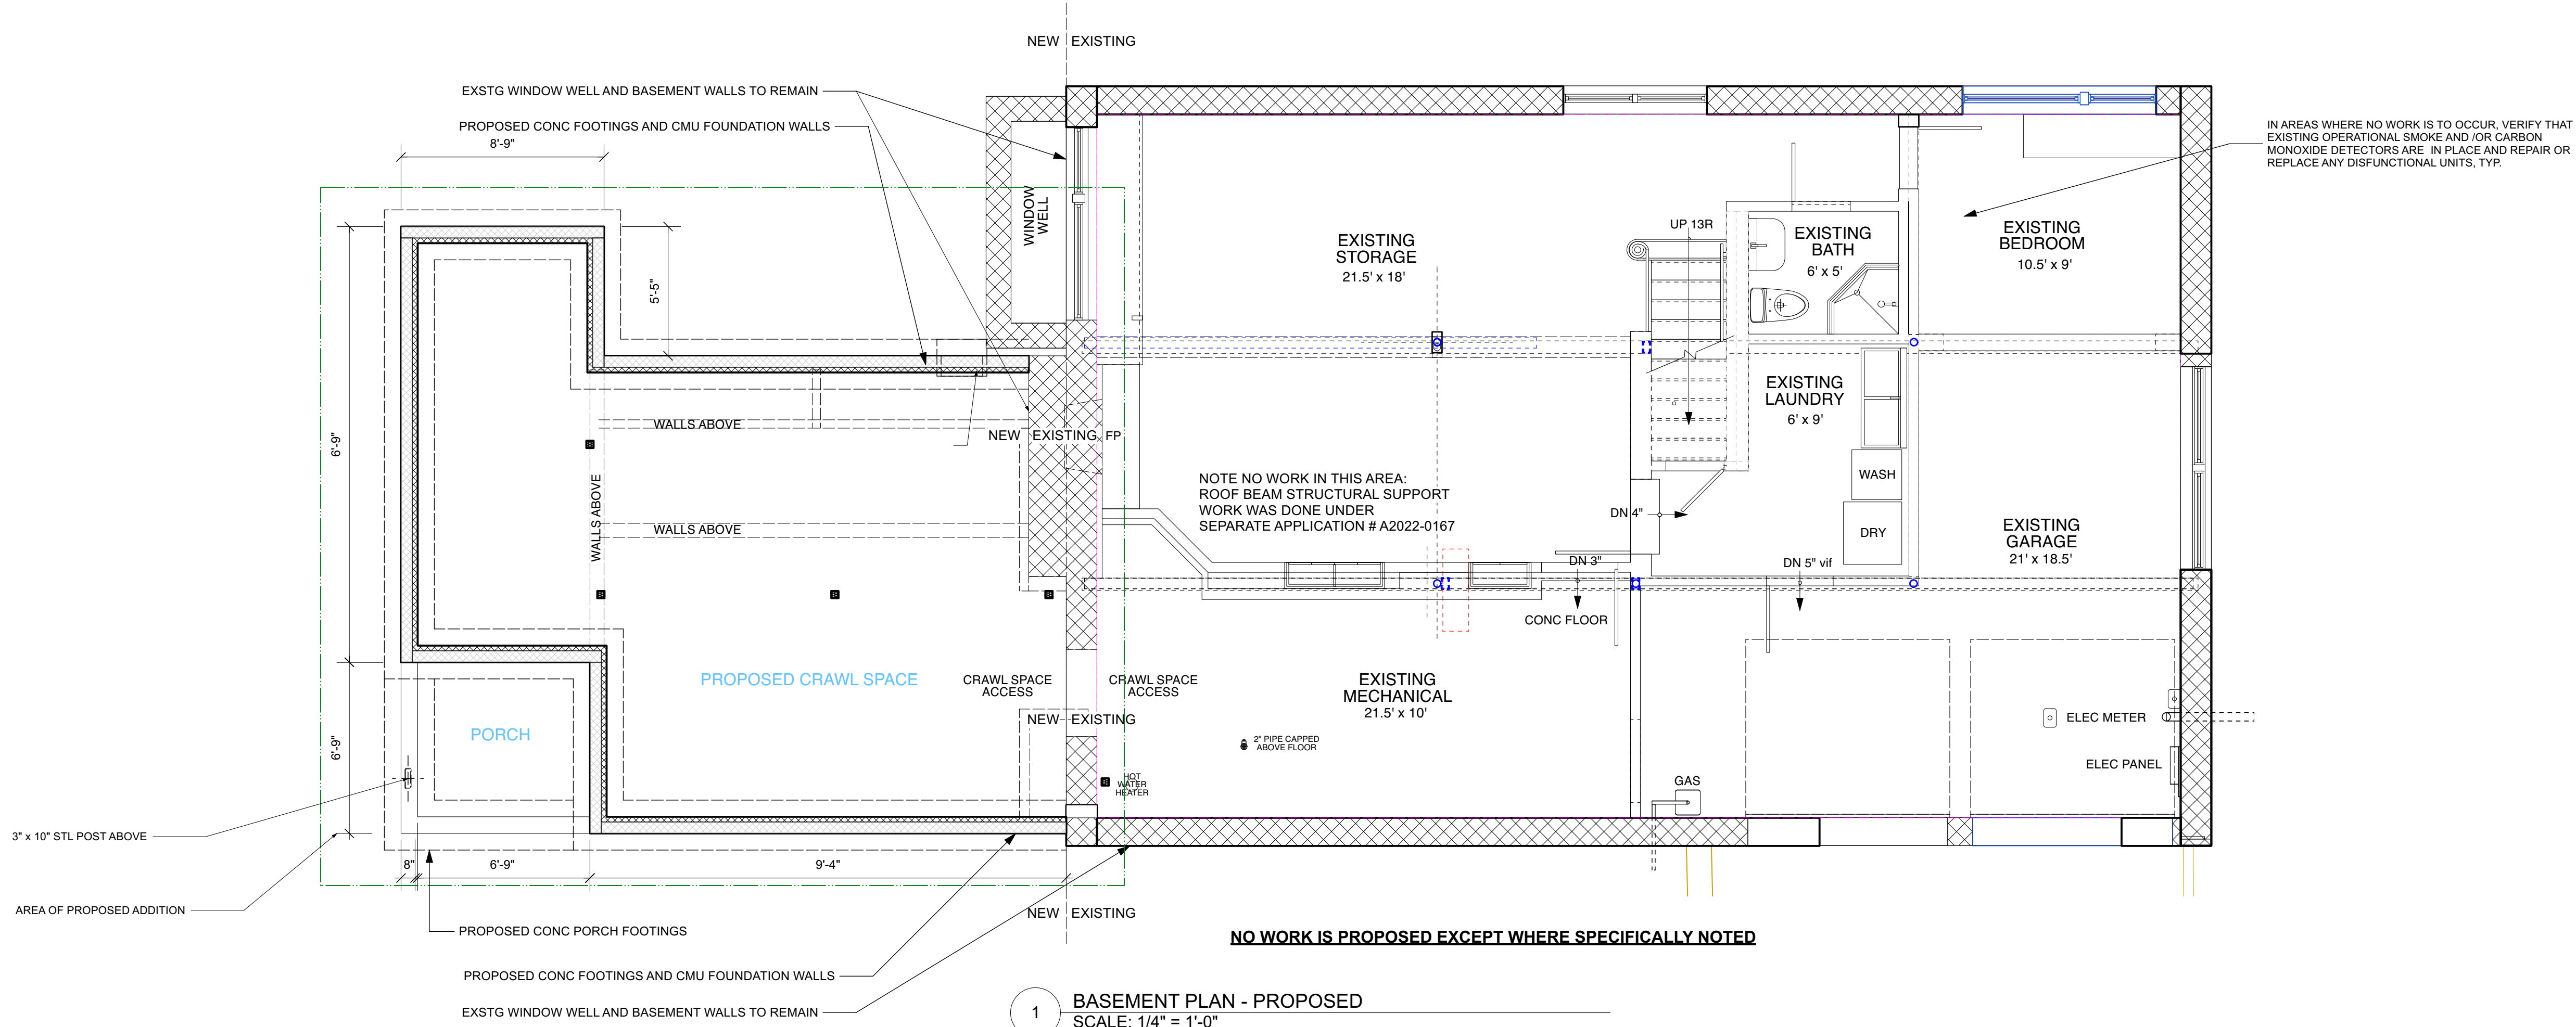 NEW EXISTING
EXSTG WINDOW WELL AND BASEMENT WALLS TO REMAIN
PROPOSED CONC FOOTINGS AND CMU FOUNDATION WALLS
8'-9"
IN AREAS WHERE NO WORK IS TO OCCUR, VERIFY THAT
EXISTING OPERATIONAL SMOKE AND /OR CARBON
MONOXIDE DETECTORS ARE IN PLACE AND REPAIR OR
REPLACE ANY DISFUNCTIONAL UNITS, TYP.
WINDOW
WELL
5'-5"
EXISTING
STORAGE
21.5' x 18'
UP 13R
EXISTING
BATH
6' x 5'
EXISTING
BEDROOM
10.5' x 9'
6'-9"
WALLS ABOVE
WALLS ABOVE
WALLS ABOVE
NEW EXISTING FP
EXISTING
LAUNDRY
6' x 9'
WASH
DRY
NOTE NO WORK IN THIS AREA:
ROOF BEAM STRUCTURAL SUPPORT
WORK WAS DONE UNDER
SEPARATE APPLICATION # A2022-0167
DN 4"
DN 3"
DN 5" vif
CONC FLOOR
EXISTING
GARAGE
21' x 18.5'
PROPOSED CRAWL SPACE
CRAWL SPACE
ACCESS
CRAWL SPACE
ACCESS
EXISTING
MECHANICAL
21.5' x 10'
NEW EXISTING
PORCH
6'-9"
2" PIPE CAPPED
ABOVE FLOOR
HOT
WATER
HEATER
GAS
ELEC METER
ELEC PANEL
3" x 10" STL POST ABOVE
8"
6'-9"
9'-4"
AREA OF PROPOSED ADDITION
NEW EXISTING
PROPOSED CONC PORCH FOOTINGS
NO WORK IS PROPOSED EXCEPT WHERE SPECIFICALLY NOTED
PROPOSED CONC FOOTINGS AND CMU FOUNDATION WALLS
EXSTG WINDOW WELL AND BASEMENT WALLS TO REMAIN
1
BASEMENT PLAN - PROPOSED
SCALE: 1/4" = 1'-0"